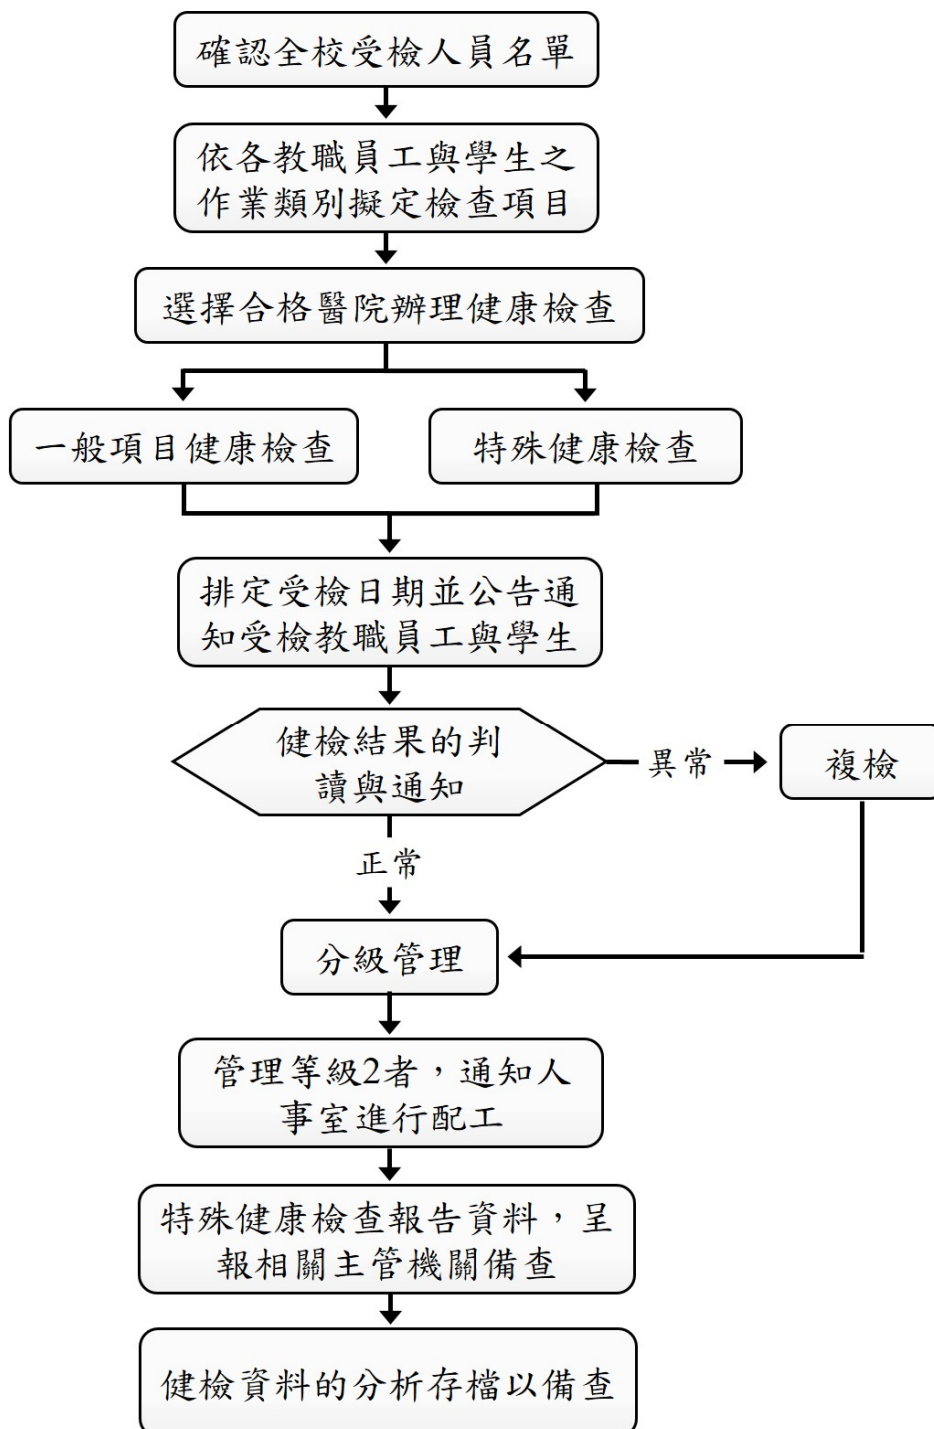 確認全校受檢人員名單
依各教職員工與學生之
作業類別擬定檢查項目
選擇合格醫院辦理健康檢查
一般項目健康檢查
特殊健康檢查
排定受檢日期並公告通
知受檢教職員工與學生
健檢結果的判
讀與通知
異常
複檢
正常
分級管理
管理等級2者，通知人
事室進行配工
特殊健康檢查報告資料，呈
報相關主管機關備查
健檢資料的分析存檔以備查